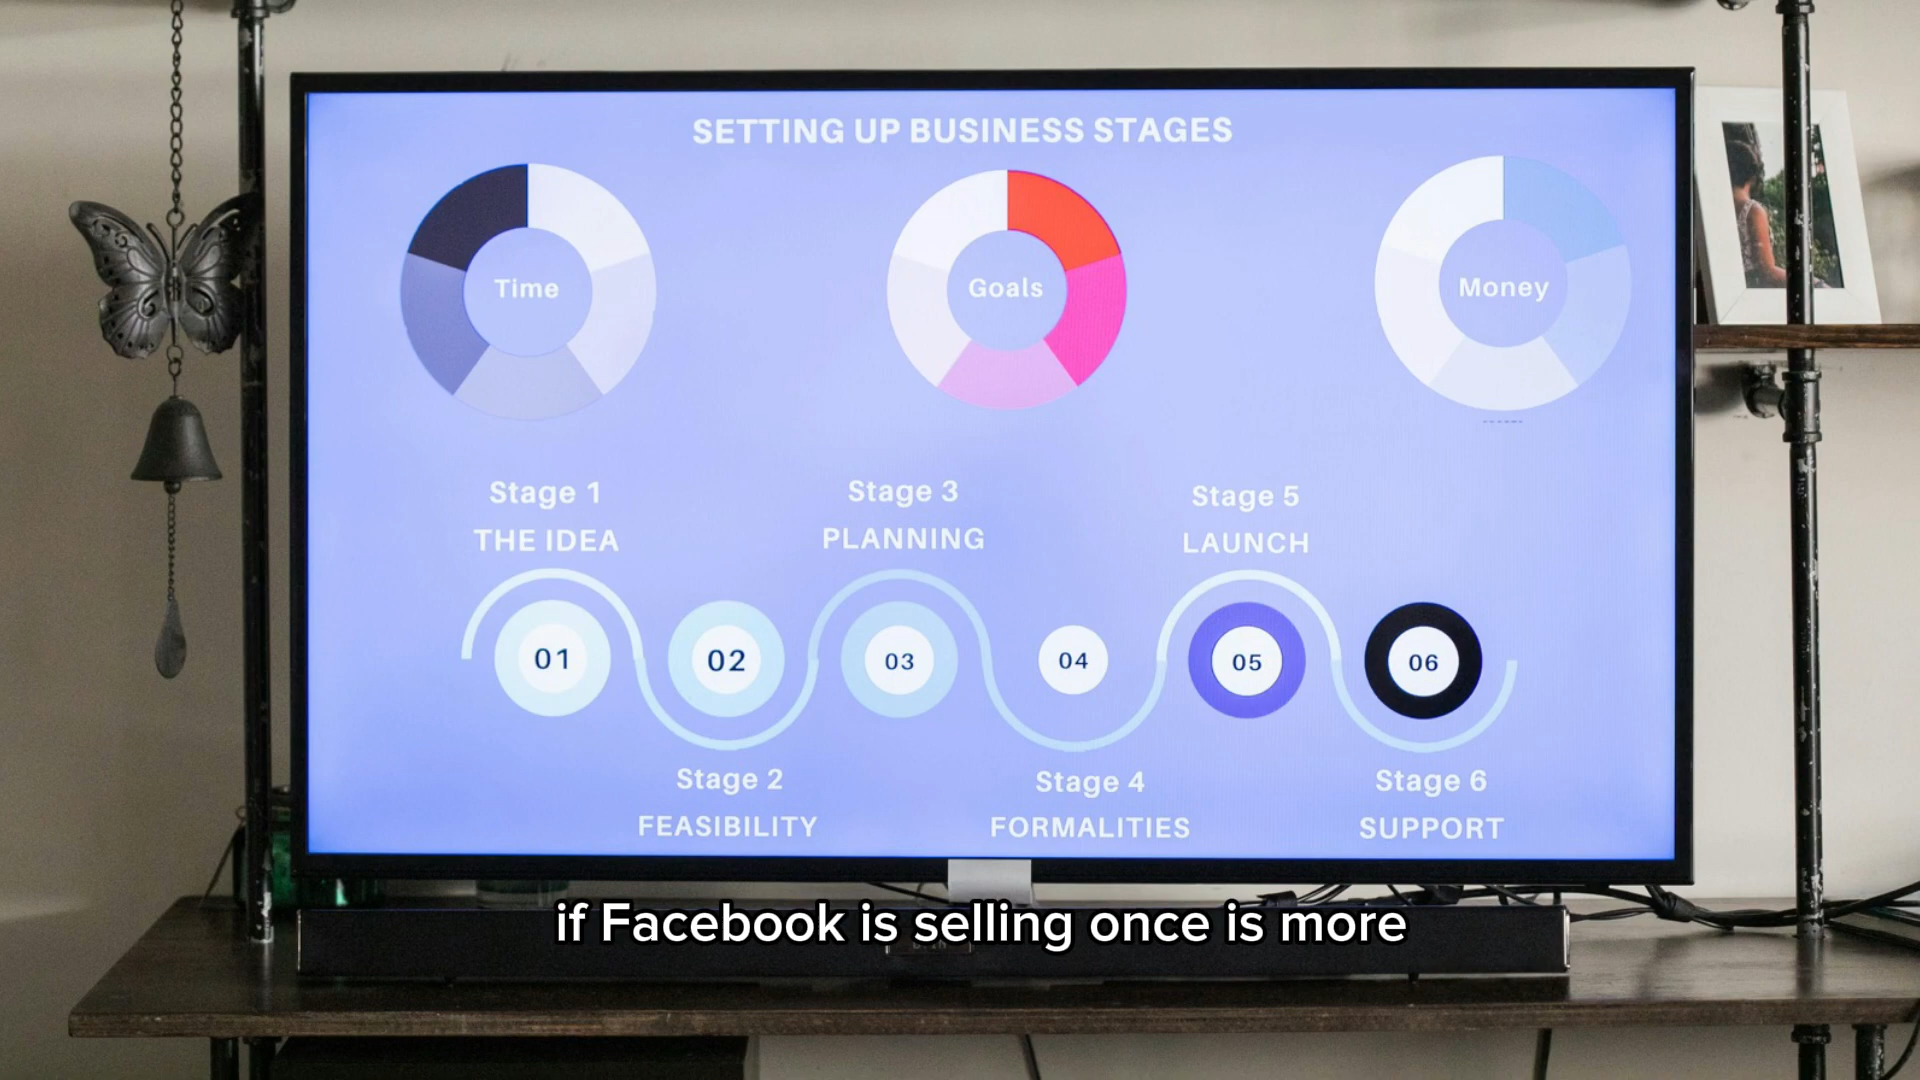 SETTING UP BUSINESS STAGES
Time
Goals
Money
Stage 1
THE IDEA
Stage 3
PLANNING
Stage 5
LAUNCH
01
02
03
04
05
06
Stage 2
FEASIBILITY
Stage 4
FORMALITIES
Stage 6
SUPPORT
if Facebook is selling once is more